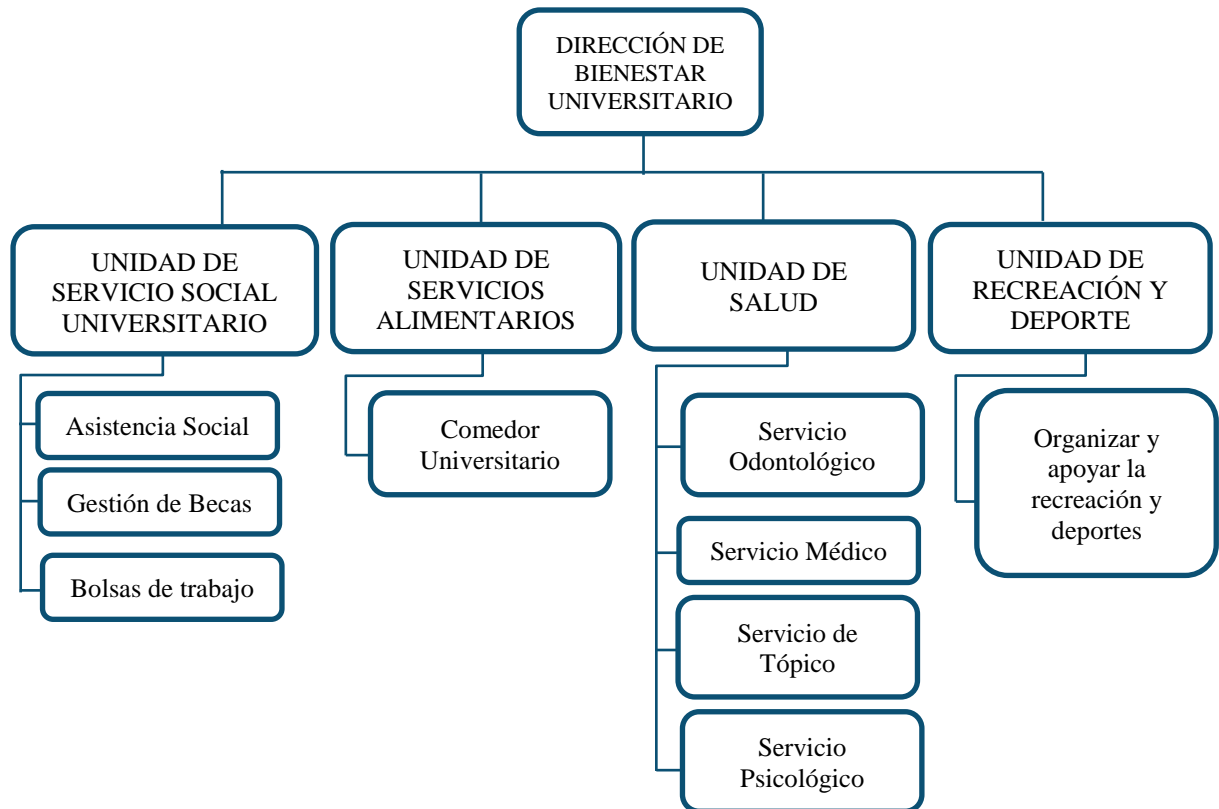 DIRECCIÓN DE
BIENESTAR
UNIVERSITARIO
UNIDAD DE
SERVICIO SOCIAL
UNIVERSITARIO
UNIDAD DE
SERVICIOS
ALIMENTARIOS
UNIDAD DE
SALUD
UNIDAD DE
RECREACIÓN Y
DEPORTE
Asistencia Social
Gestión de Becas
Bolsas de trabajo
Comedor
Universitario
Servicio
Odontológico
Servicio Médico
Servicio de
Tópico
Servicio
Psicológico
Organizar y
apoyar la
recreación y
deportes